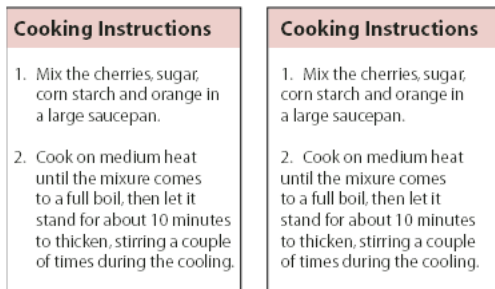 Cooking Instructions
1. Mix the cherries, sugar,
corn starch and orange in
a large saucepan.
2. Cook on medium heat
until the mixure comes
to a full boil, then let it
stand for about 10 minutes
to thicken, stirring a couple
of times during the cooling.
Cooking Instructions
1. Mix the cherries, sugar,
corn starch and orange in
a large saucepan.
2. Cook on medium heat
until the mixure comes
to a full boil, then let it
stand for about 10 minutes
to thicken, stirring a couple
of times during the cooling.